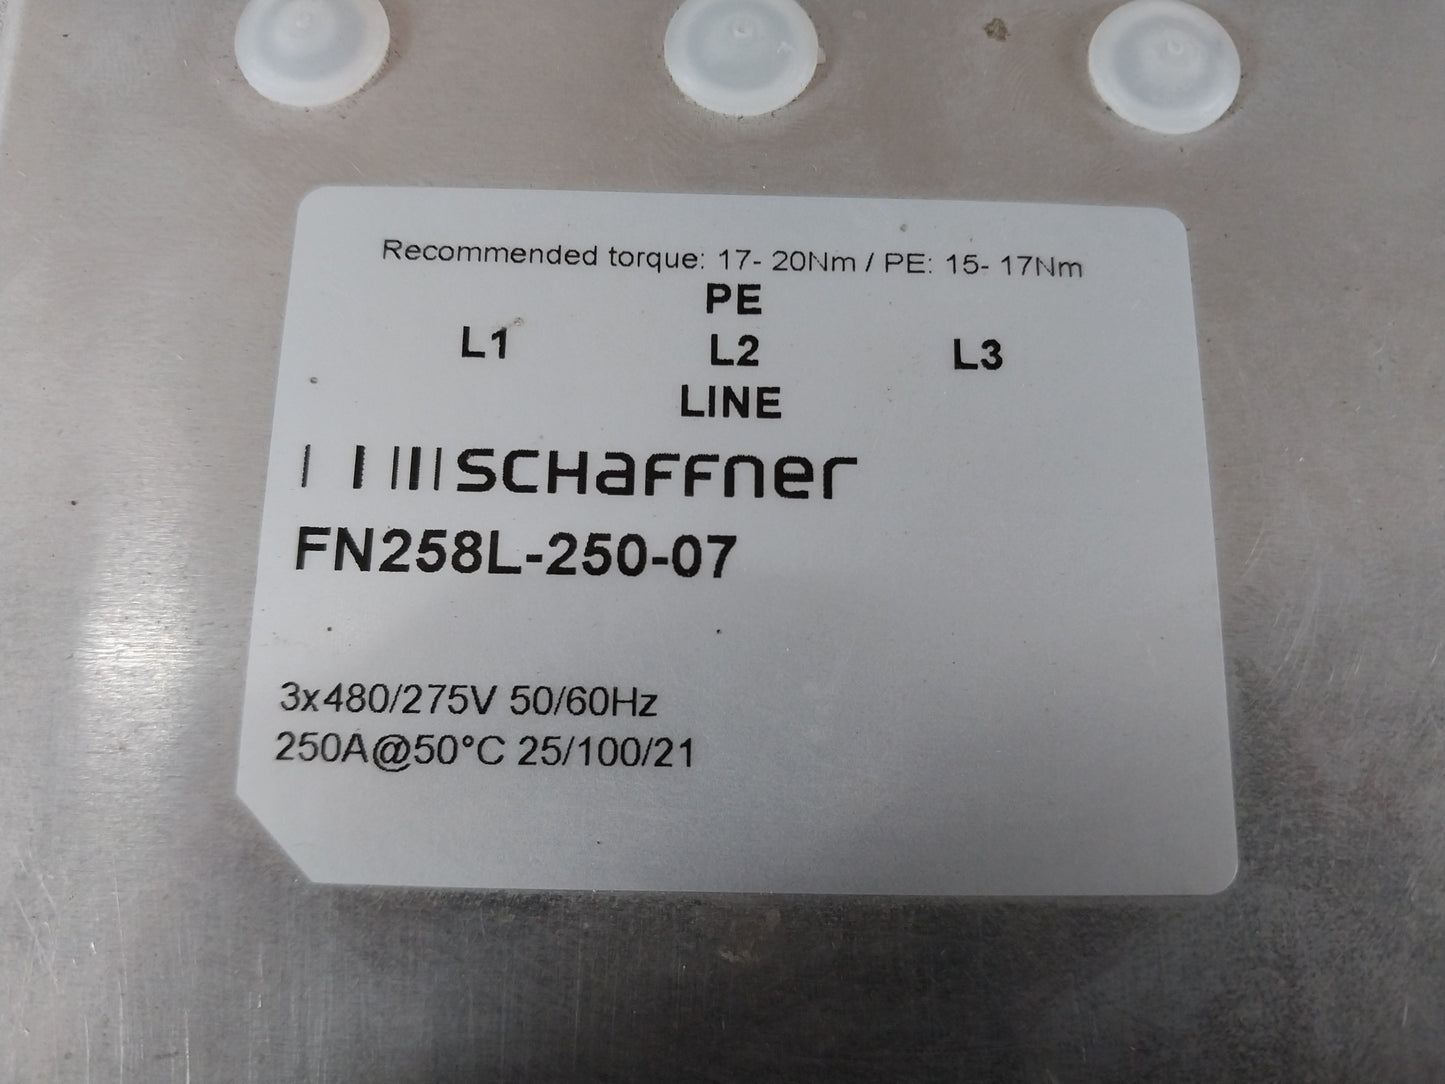 Recommended torque: 17- 20Nm / PE: 15- 17Nm
PE
L1 L2 L3
LINE
SCHaFFner
FN258L-250-07
3x480/275V 50/60Hz
250A@50°C 25/100/21